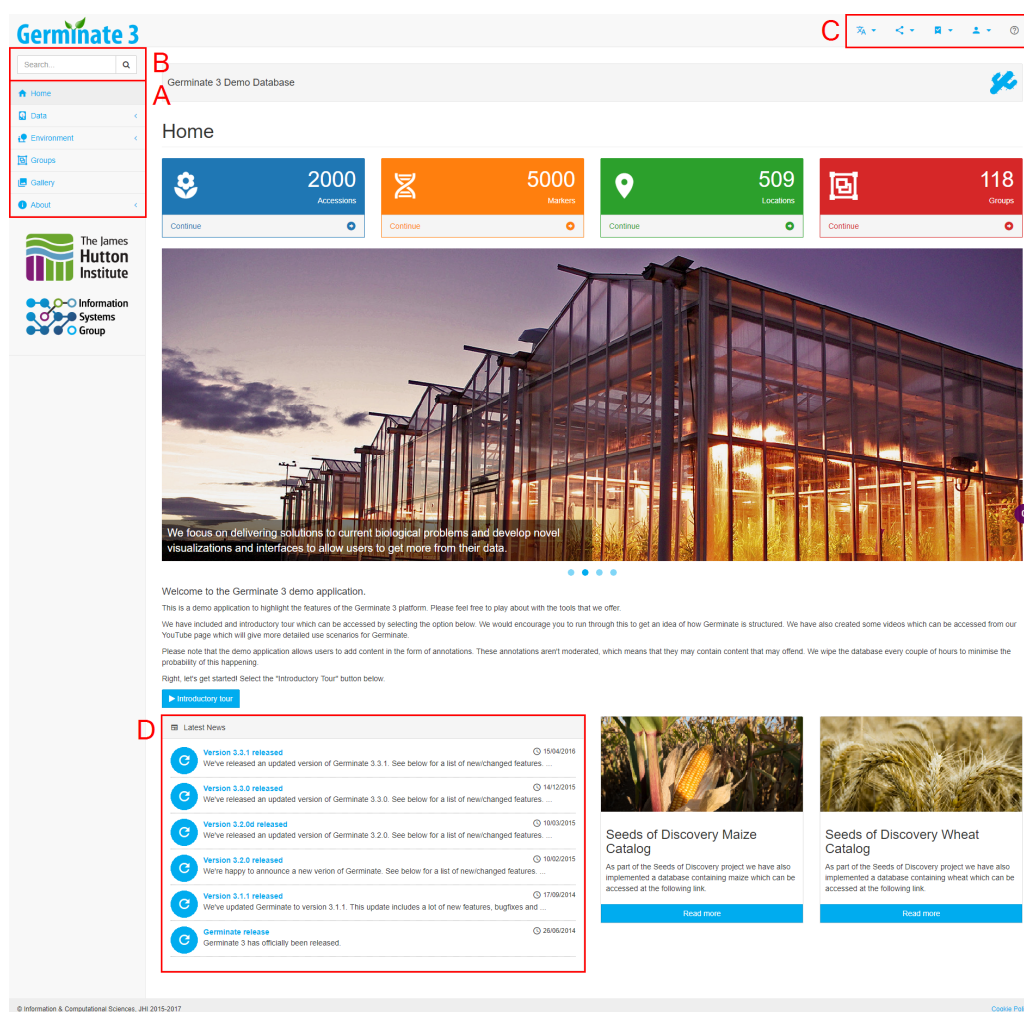 Germinate 3
C
Search...
B
A
Home
Data
Environment
Groups
Gallery
About
The James
Hutton
Institute
Information
Systems
Group
Germinate 3 Demo Database
Home
2000
Accessions
Continue
5000
Markers
Continue
509
Locations
Continue
118
Groups
Continue
We focus on delivering solutions to current biological problems and develop novel
visualizations and interfaces to allow users to get more from their data.
Welcome to the Germinate 3 demo application.
This is a demo application to highlight the features of the Germinate 3 platform. Please feel free to play about with the tools that we offer.
We have included and introductory tour which can be accessed by selecting the option below. We would encourage you to run through this to get an idea of how Germinate is structured. We have also created some videos which can be accessed from our
YouTube page which will give more detailed use scenarios for Germinate.
Please note that the demo application allows users to add content in the form of annotations. These annotations aren't moderated, which means that they may contain content that may offend. We wipe the database every couple of hours to minimise the
probability of this happening.
Right, let's get started! Select the "Introductory Tour" button below.
Introductory tour
D
Latest News
Version 3.3.1 released 15/04/2016
We've released an updated version of Germinate 3.3.1. See below for a list of new/changed features. ...
Version 3.3.0 released 14/12/2015
We've released an updated version of Germinate 3.3.0. See below for a list of new/changed features: ...
Version 3.2.0d released 10/03/2015
We've released an updated version of Germinate 3.2.0. See below for a list of new/changed features. ...
Version 3.2.0 released 10/02/2015
We're happy to announce a new verion of Germinate. See below for a list of new/changed features. ...
Version 3.1.1 released 17/09/2014
We've updated Germinate to version 3.1.1. This update includes a lot of new features, bugfixes and ...
Germinate release 26/06/2014
Germinate 3 has officially been released.
Seeds of Discovery Maize
Catalog
As part of the Seeds of Discovery project we have also
implemented a database containing maize which can be
accessed at the following link.
Read more
Seeds of Discovery Wheat
Catalog
As part of the Seeds of Discovery project we have also
implemented a database containing wheat which can be
accessed at the following link.
Read more
© Information & Computational Sciences, JHI 2015-2017
Cookie Poli